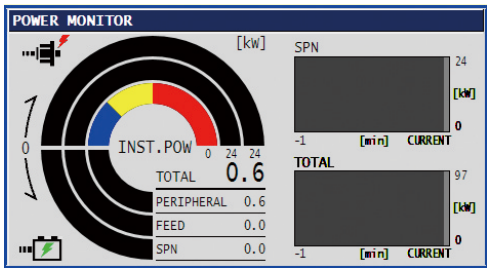 POWER MONITOR
[kW]
0
INST.POW
0 24 24
TOTAL 0.6
PERIPHERAL 0.6
FEED 0.0
SPN 0.0
SPN
24
[kW]
0
-1 [min] CURRENT
TOTAL
97
[kW]
0
-1 [min] CURRENT